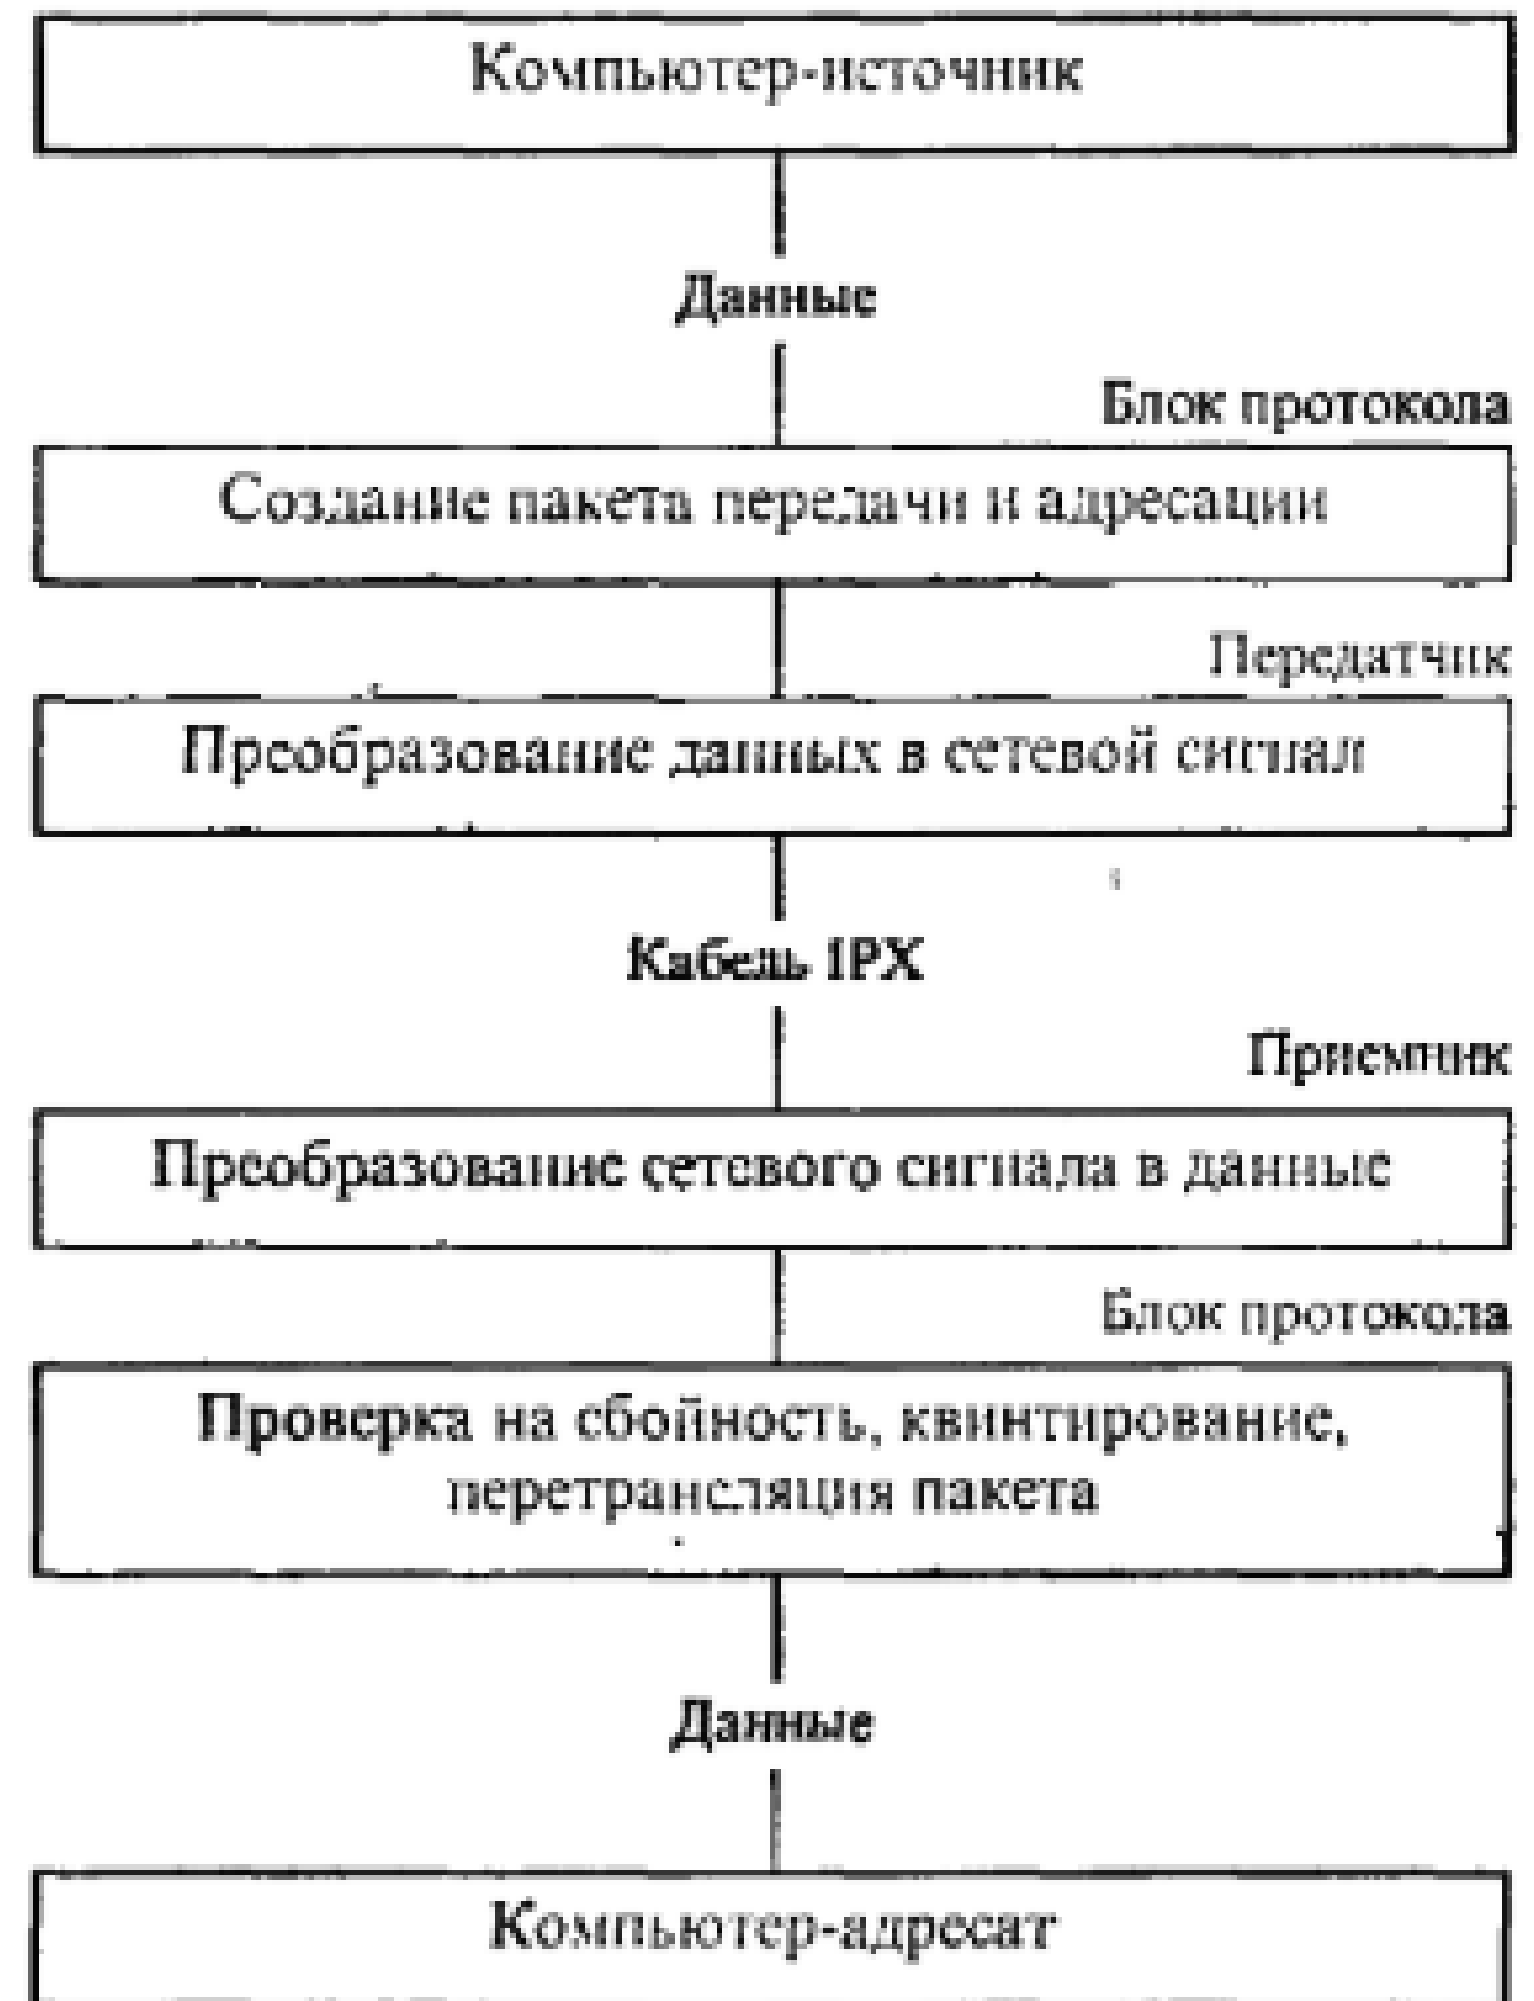 Компьютер-источник
Данные
Блок протокола
Создание пакета передачи и адресации
Передатчик
Преобразование данных в сетевой сигнал
Кабель IPX
Приемник
Преобразование сетевого сигнала в данные
Блок протокола
Проверка на сбойность, квинтирование,
перетрансляция пакета
Данные
Компьютер-адресат